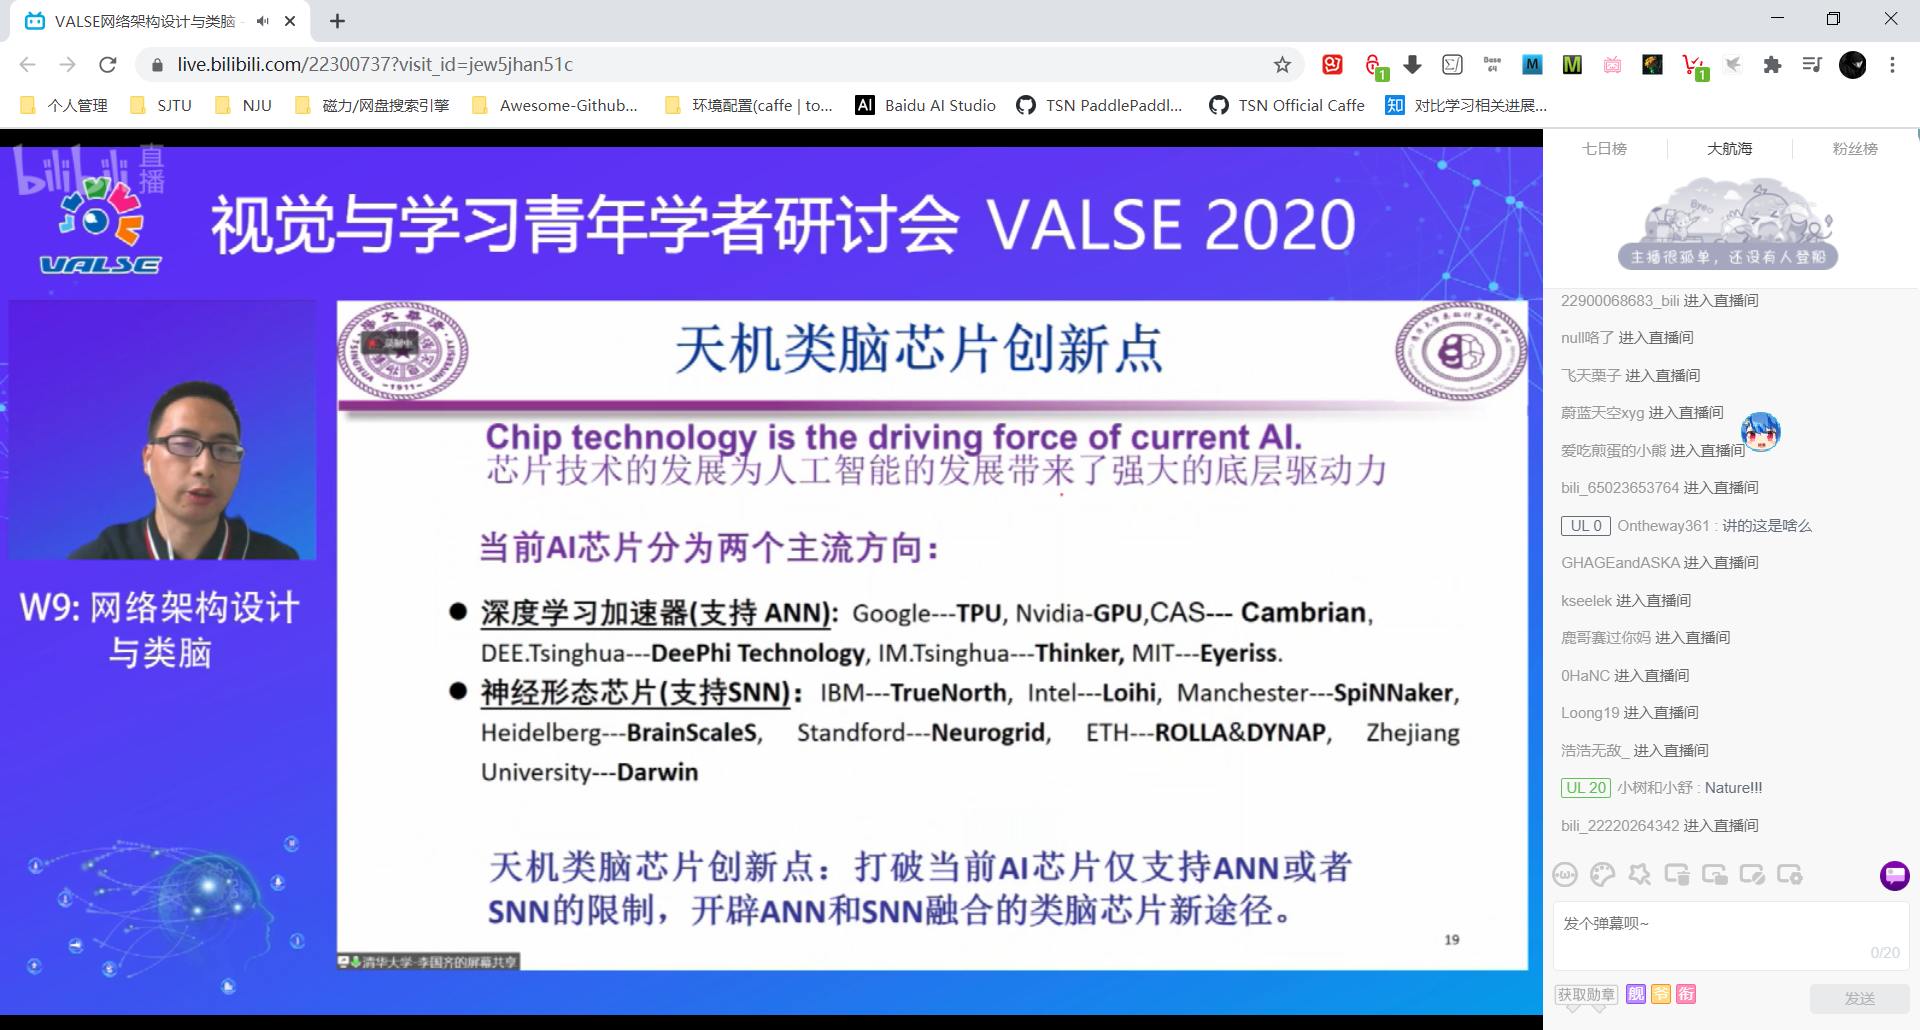 VALSE网络架构设计与类脑 -
live.bilibili.com/22300737?visit_id=jew5jhan51c
1
Base 64
M
M
1
个人管理
SJTU
NJU
磁力/网盘搜索引擎
Awesome-Github...
环境配置(caffe | to...
AI Baidu AI Studio
TSN PaddlePaddl...
TSN Official Caffe
知 对比学习相关进展...
bilibili 直播
VALSE
视觉与学习青年学者研讨会 VALSE 2020
W9: 网络架构设计
与类脑
录制中
TSINGHUA
-1911-
UNIVERSITY
天机类脑芯片创新点
Chip technology is the driving force of current AI.
芯片技术的发展为人工智能的发展带来了强大的底层驱动力
当前AI芯片分为两个主流方向：
● 深度学习加速器(支持 ANN): Google---TPU, Nvidia-GPU,CAS--- Cambrian,
DEE.Tsinghua---DeePhi Technology, IM.Tsinghua---Thinker, MIT---Eyeriss.
● 神经形态芯片(支持SNN)： IBM---TrueNorth, Intel---Loihi, Manchester---SpiNNaker,
Heidelberg---BrainScaleS, Standford---Neurogrid, ETH---ROLLA&DYNAP, Zhejiang
University---Darwin
天机类脑芯片创新点：打破当前AI芯片仅支持ANN或者
SNN的限制，开辟ANN和SNN融合的类脑芯片新途径。
19
清华大学-李国齐的屏幕共享
七日榜
大航海
粉丝榜
主播很孤单，还没有人登船
22900068683_bili 进入直播间
null咯了 进入直播间
飞天栗子 进入直播间
蔚蓝天空xyg 进入直播间
爱吃煎蛋的小熊 进入直播间
bili_65023653764 进入直播间
UL 0 Ontheway361 : 讲的这是啥么
GHAGEandASKA 进入直播间
kseelek 进入直播间
鹿哥赛过你妈 进入直播间
0HaNC 进入直播间
Loong19 进入直播间
浩浩无敌_ 进入直播间
UL 20 小树和小舒 : Nature!!!
bili_22220264342 进入直播间
发个弹幕呗~
0/20
获取勋章
舰
爷
衔
发送